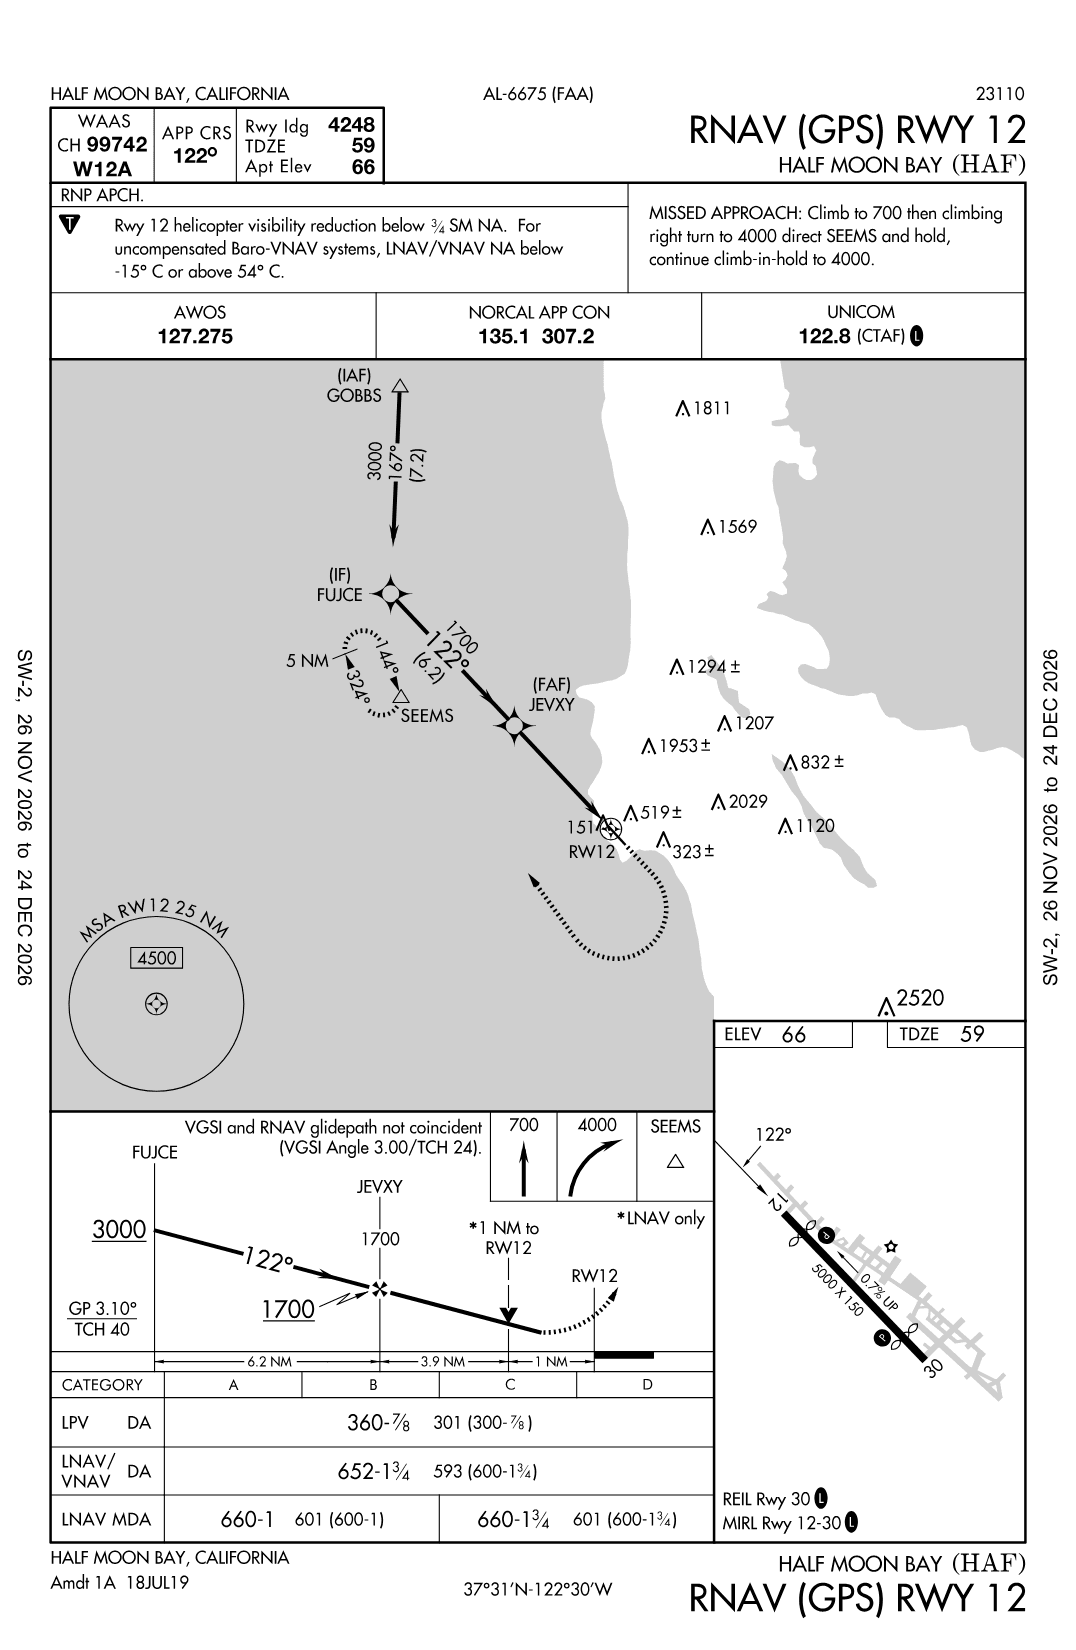 HALF MOON BAY, CALIFORNIA
AL-6675 (FAA)
23110
WAAS
CH 99742
W12A
APP CRS
122°
Rwy ldg 4248
TDZE 59
Apt Elev 66
RNAV (GPS) RWY 12
HALF MOON BAY (HAF)
RNP APCH.
T
Rwy 12 helicopter visibility reduction below ¾ SM NA. For
uncompensated Baro-VNAV systems, LNAV/VNAV NA below
-15° C or above 54° C.
MISSED APPROACH: Climb to 700 then climbing
right turn to 4000 direct SEEMS and hold,
continue climb-in-hold to 4000.
AWOS
127.275
NORCAL APP CON
135.1 307.2
UNICOM
122.8 (CTAF) L
(IAF)
GOBBS
3000
167°
(7.2)
1811
1569
(IF)
FUJCE
1700
122°
(6.2)
5 NM
144°
324°
SEEMS
(FAF)
JEVXY
1294±
1207
1953±
832±
2029
519±
1120
151
RW12
323±
MSA RW12 25 NM
4500
2520
SW-2, 26 NOV 2026 to 24 DEC 2026
SW-2, 26 NOV 2026 to 24 DEC 2026
ELEV 66
TDZE 59
122°
12
P
0.7% UP
5000 X 150
P
30
REIL Rwy 30 L
MIRL Rwy 12-30 L
VGSI and RNAV glidepath not coincident
(VGSI Angle 3.00/TCH 24).
700
4000
SEEMS
FUJCE
JEVXY
*LNAV only
*1 NM to
RW12
3000
1700
122°
RW12
1700
GP 3.10°
TCH 40
6.2 NM
3.9 NM
1 NM
CATEGORY A B C D
LPV DA 360-⅞ 301 (300-⅞)
LNAV/
VNAV DA 652-1¾ 593 (600-1¾)
LNAV MDA 660-1 601 (600-1) 660-1¾ 601 (600-1¾)
HALF MOON BAY, CALIFORNIA
Amdt 1A 18JUL19
37°31'N-122°30'W
HALF MOON BAY (HAF)
RNAV (GPS) RWY 12